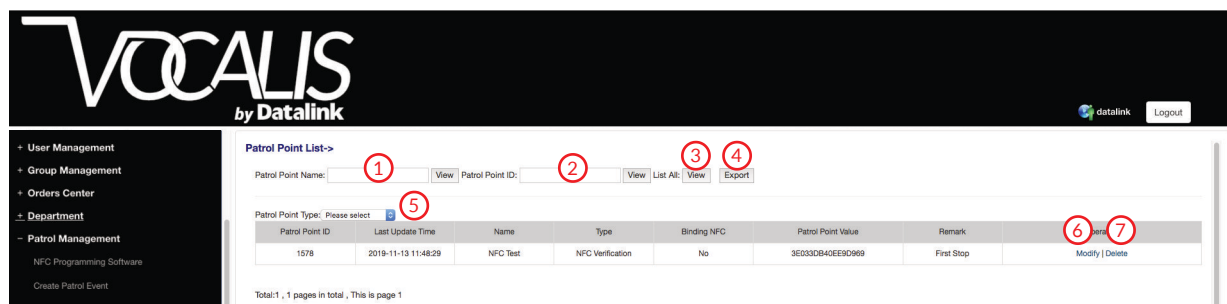 VOCALIS
by Datalink
datalink Logout
+ User Management
+ Group Management
+ Orders Center
+ Department
- Patrol Management
NFC Programming Software
Create Patrol Event
Patrol Point List->
1 2 3 4
Patrol Point Name: View Patrol Point ID: View List All: View Export
5
Patrol Point Type: Please select
6 7
Patrol Point ID Last Update Time Name Type Binding NFC Patrol Point Value Remark
1578 2019-11-13 11:48:29 NFC Test NFC Verification No 3E033DB40EE9D969 First Stop Modify | Delete
Total:1 , 1 pages in total , This is page 1